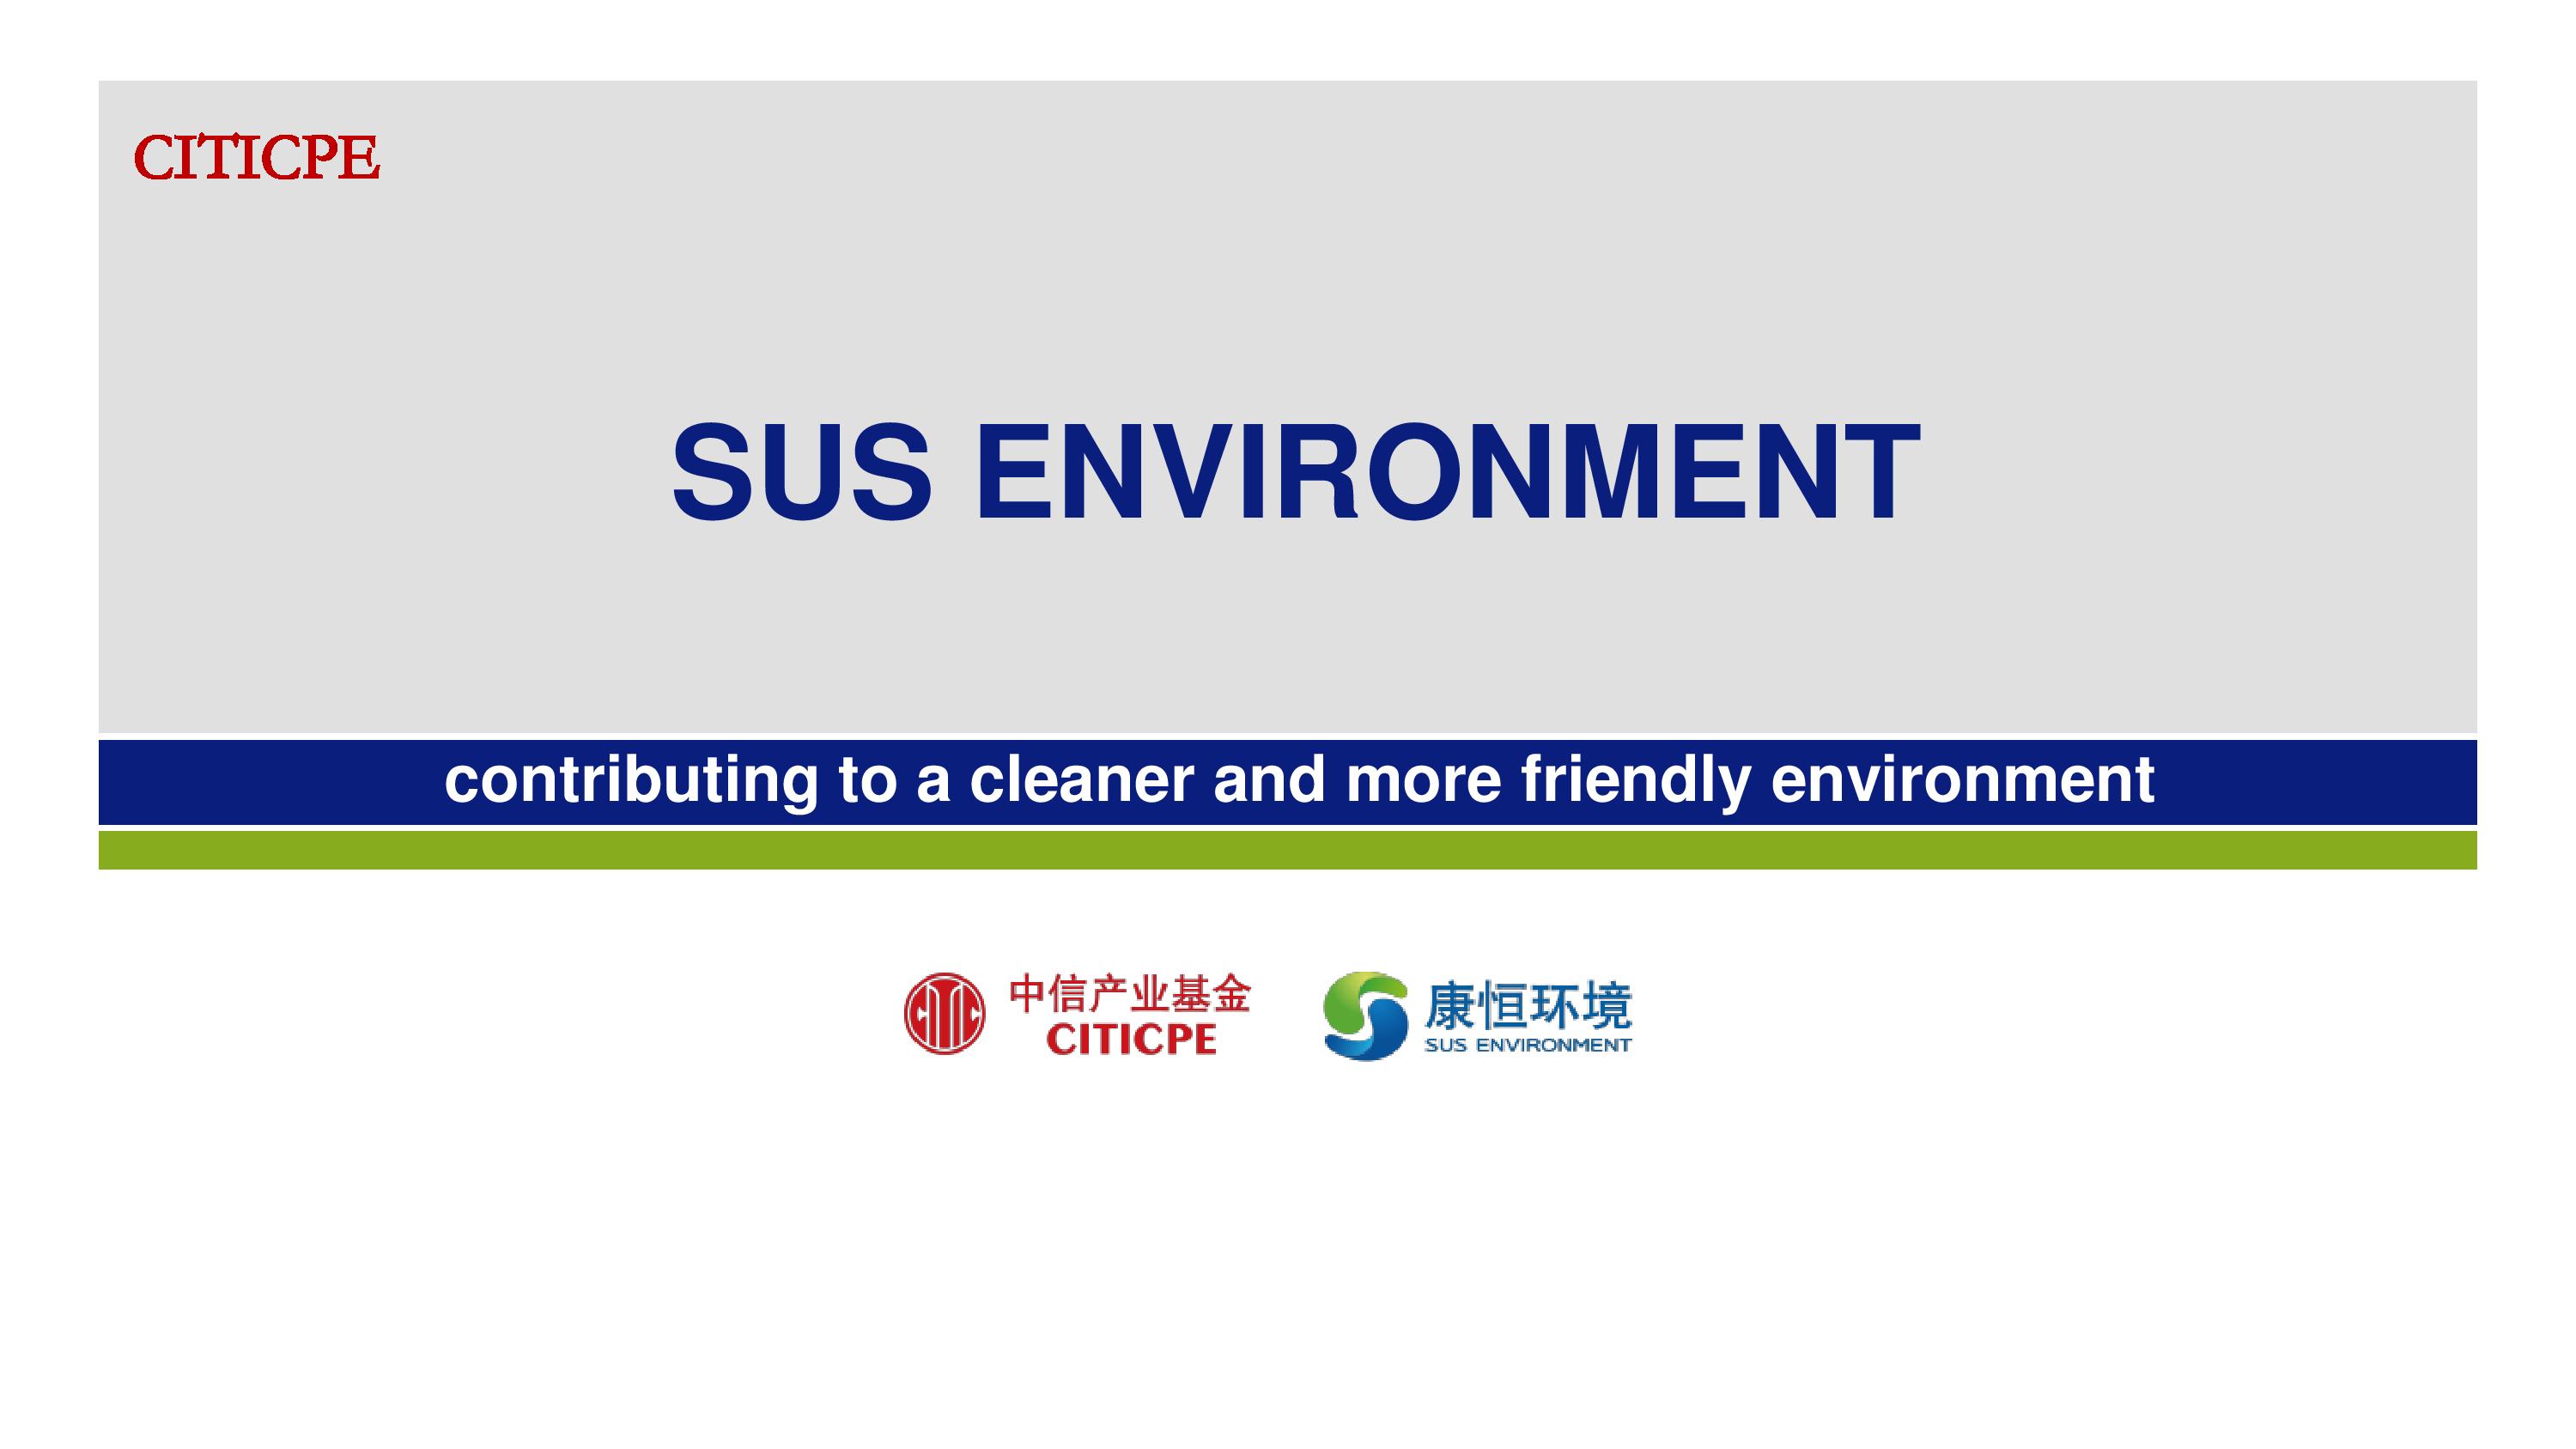 CITICPE
SUS ENVIRONMENT
contributing to a cleaner and more friendly environment
CITIC
中信产业基金
CITICPE
康恒环境
SUS ENVIRONMENT